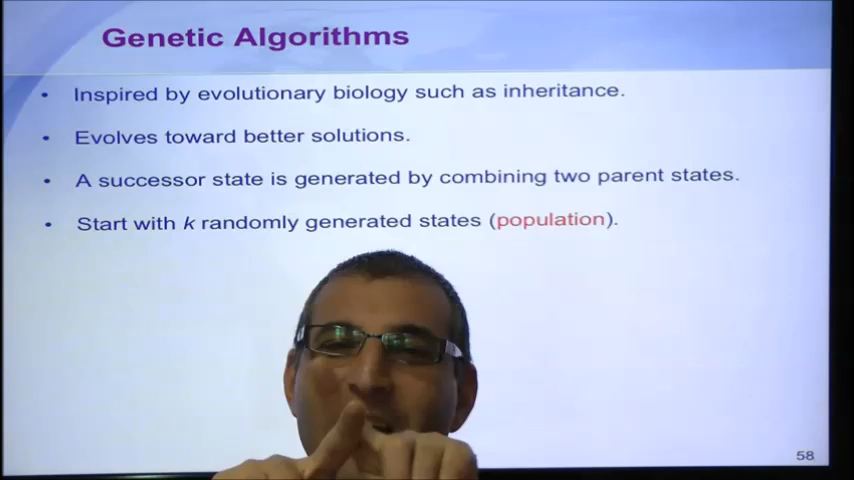 Genetic Algorithms
• Inspired by evolutionary biology such as inheritance.
• Evolves toward better solutions.
• A successor state is generated by combining two parent states.
• Start with k randomly generated states (population).
58